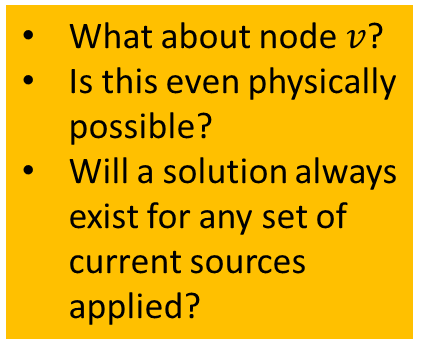 • What about node 𝑣?
• Is this even physically
possible?
• Will a solution always
exist for any set of
current sources
applied?